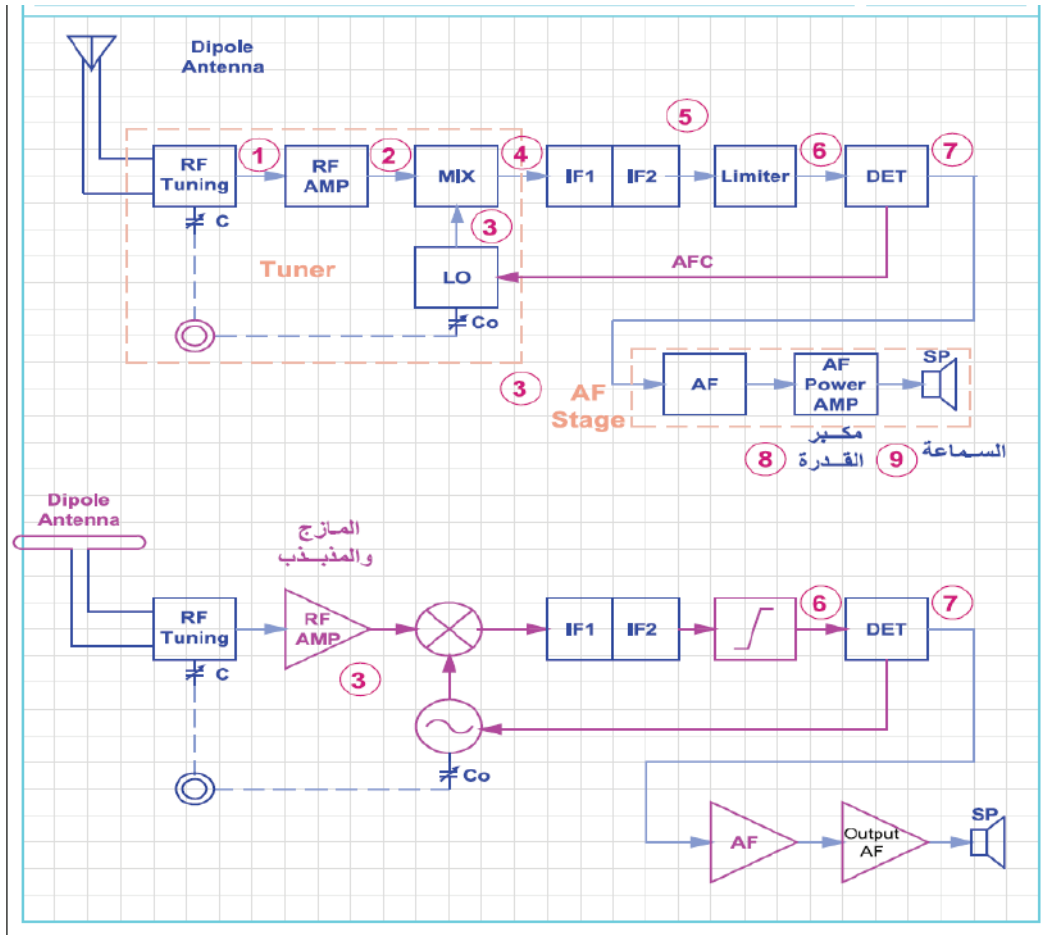 Dipole
Antenna
RF
Tuning
1
RF
AMP
2
MIX
4
IF1
IF2
5
Limiter
6
DET
7
C
3
Tuner
LO
AFC
Co
3
AF
Stage
AF
AF
Power
AMP
SP
8
مكبر
القدرة
9
السماعة
Dipole
Antenna
المازج
والمذبذب
RF
Tuning
RF
AMP
3
IF1
IF2
6
DET
7
C
Co
AF
Output
AF
SP